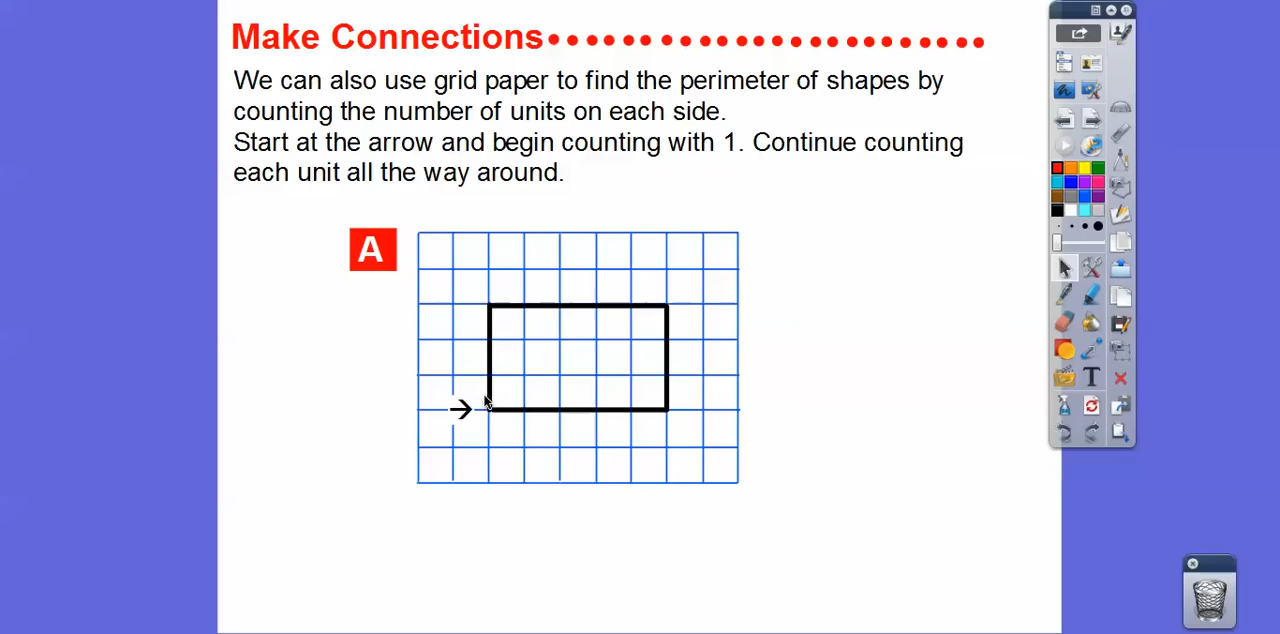 Make Connections
We can also use grid paper to find the perimeter of shapes by
counting the number of units on each side.
Start at the arrow and begin counting with 1. Continue counting
each unit all the way around.
A
T